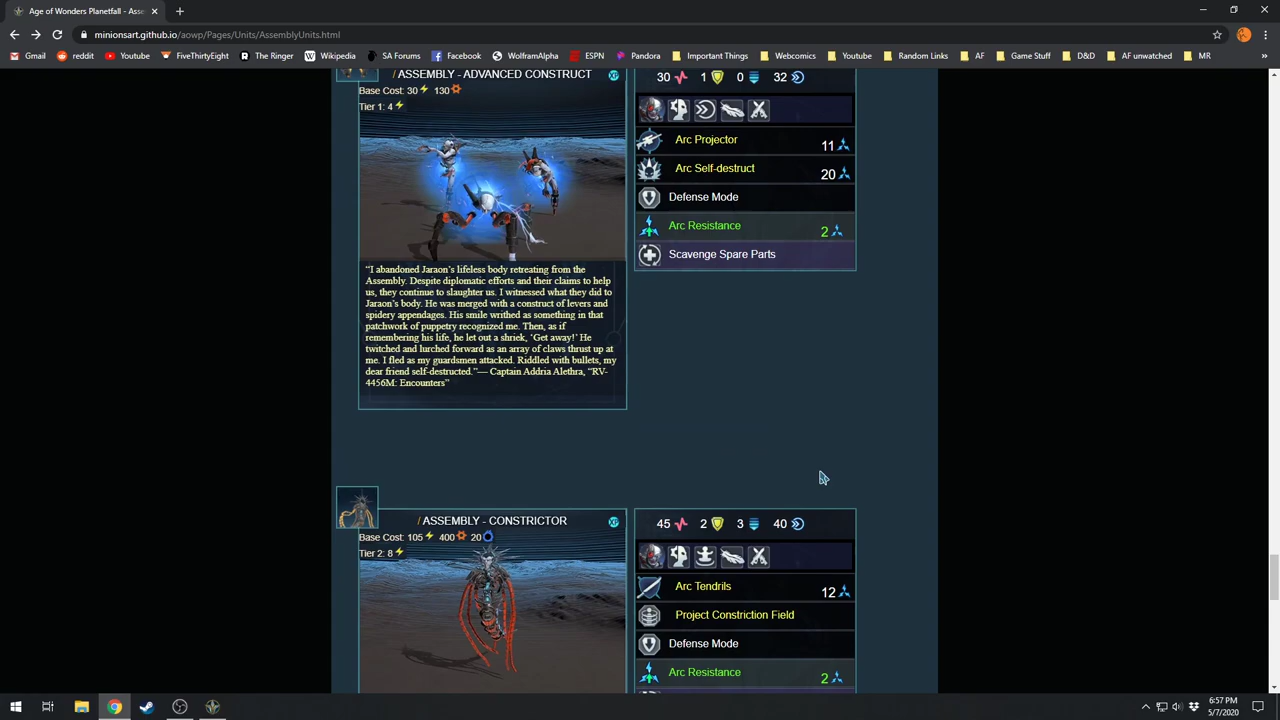 Age of Wonders Planetfall - Asse
minionsart.github.io/aowp/Pages/Units/AssemblyUnits.html
Gmail reddit Youtube FiveThirtyEight The Ringer Wikipedia SA Forums Facebook WolframAlpha ESPN Pandora Important Things Webcomics Youtube Random Links AF Game Stuff D&D AF unwatched MR
/ ASSEMBLY - ADVANCED CONSTRUCT
XP
Base Cost: 30 130
Tier 1: 4
“I abandoned Jaraon’s lifeless body retreating from the
Assembly. Despite diplomatic efforts and their claims to help
us, they continue to slaughter us. I witnessed what they did to
Jaraon’s body. He was merged with a construct of levers and
spidery appendages. His smile writhed as something in that
patchwork of puppetry recognized me. Then, as if
remembering his life, he let out a shriek, ‘Get away!’ He
twitched and lurched forward as an array of claws thrust up at
me. I fled as my guardsmen attacked. Riddled with bullets, my
dear friend self-destructed.”— Captain Addria Alethra, “RV-
4456M: Encounters”
30 1 0 32
Arc Projector 11
Arc Self-destruct 20
Defense Mode
Arc Resistance 2
Scavenge Spare Parts
/ ASSEMBLY - CONSTRICTOR
XP
Base Cost: 105 400 20
Tier 2: 8
45 2 3 40
Arc Tendrils 12
Project Constriction Field
Defense Mode
Arc Resistance 2
6:57 PM
5/7/2020